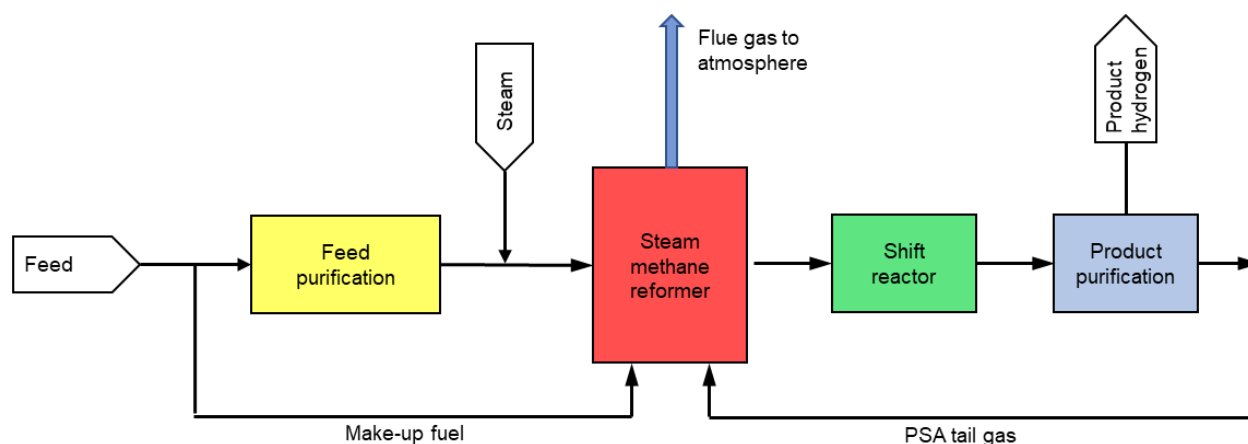 Flue gas to
atmosphere
Steam
Product
hydrogen
Feed
Feed
purification
Steam
methane
reformer
Shift
reactor
Product
purification
Make-up fuel
PSA tail gas